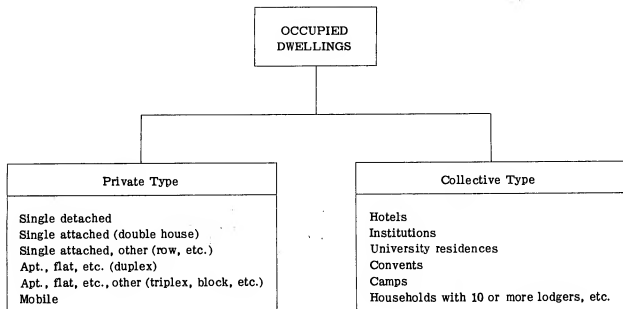 OCCUPIED
DWELLINGS
Private Type
Single detached
Single attached (double house)
Single attached, other (row, etc.)
Apt., flat, etc. (duplex)
Apt., flat, etc., other (triplex, block, etc.)
Mobile
Collective Type
Hotels
Institutions
University residences
Convents
Camps
Households with 10 or more lodgers, etc.